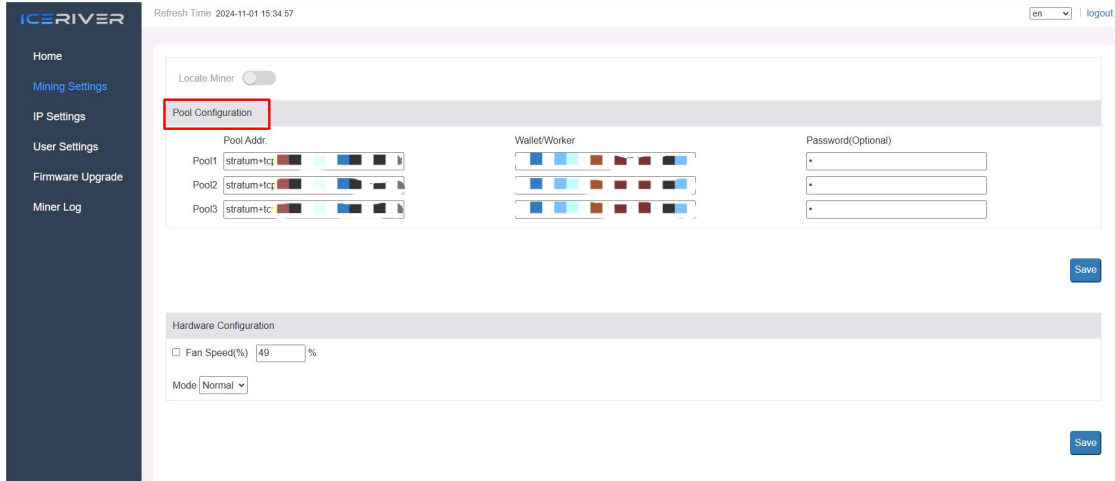 ICERIVER
Refresh Time 2024-11-01 15:34:57
en
logout
Home
Mining Settings
IP Settings
User Settings
Firmware Upgrade
Miner Log
Locate Miner
Pool Configuration
Pool Addr. Wallet/Worker Password(Optional)
Pool1 stratum+tcp
Pool2 stratum+tcp
Pool3 stratum+tc
Save
Hardware Configuration
Fan Speed(%) 49 %
Mode Normal
Save